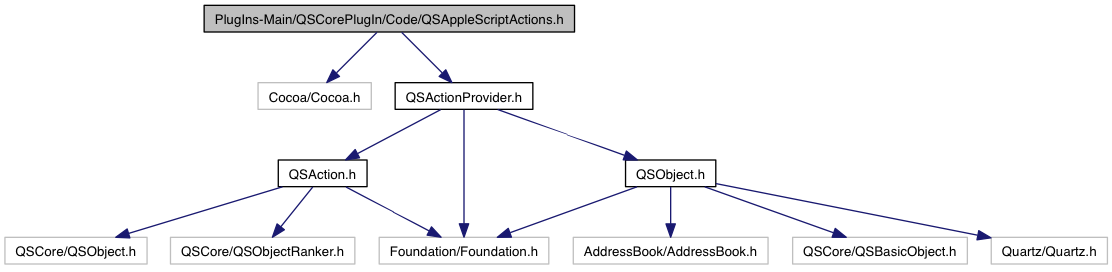 PlugIns-Main/QSCorePlugIn/Code/QSAppleScriptActions.h
Cocoa/Cocoa.h
QSActionProvider.h
QSAction.h
QSObject.h
QSCore/QSObject.h
QSCore/QSObjectRanker.h
Foundation/Foundation.h
AddressBook/AddressBook.h
QSCore/QSBasicObject.h
Quartz/Quartz.h